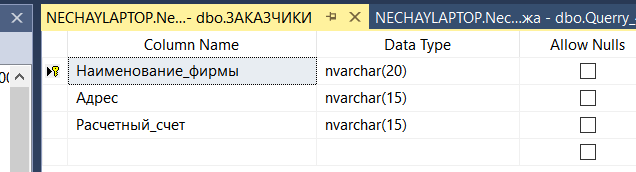 NECHAYLAPTOP.Ne...- dbo.ЗАКАЗЧИКИ
NECHAYLAPTOP.Nec...жа - dbo.Querry_
Column Name Data Type Allow Nulls
Наименование_фирмы nvarchar(20)
Адрес nvarchar(15)
Расчетный_счет nvarchar(15)